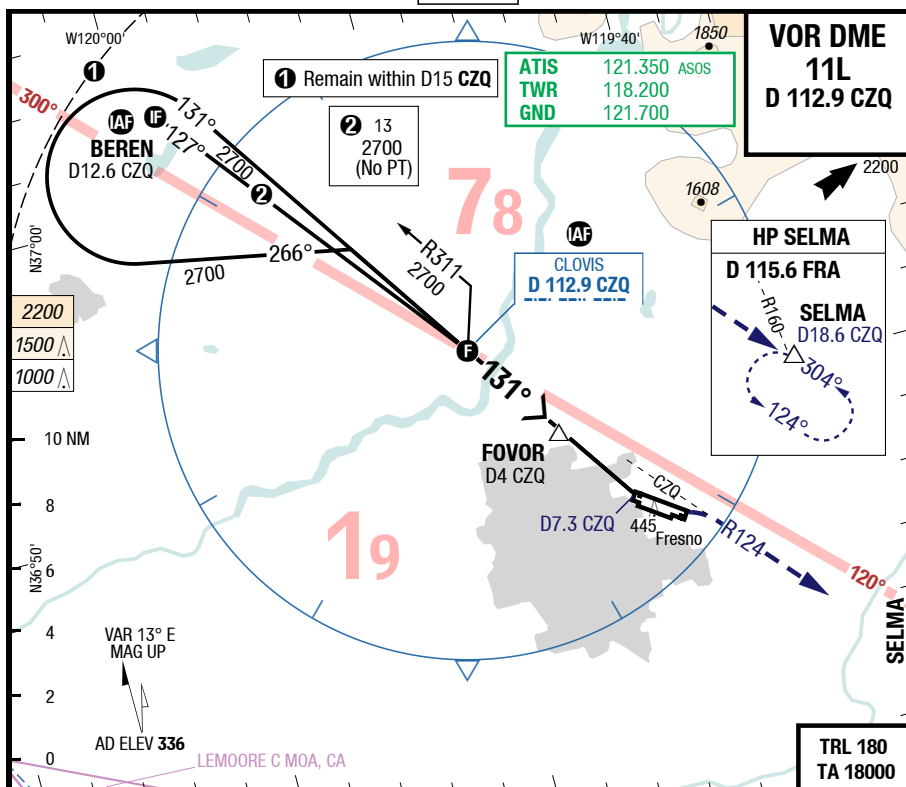 W120°00'
W119°40'
1850
VOR DME
11L
D 112.9 CZQ
ATIS 121.350 ASOS
TWR 118.200
GND 121.700
1 Remain within D15 CZQ
2 13
2700
(No PT)
1
300°
IAF IF
BEREN
D12.6 CZQ
131°
2700
127°
2
266°
2700
N37°00'
78
R311
2700
IAF
CLOVIS
D 112.9 CZQ
1608
2200
HP SELMA
D 115.6 FRA
R160
SELMA
D18.6 CZQ
304°
124°
2200
1500
1000
F
131°
10 NM
8
6
4
2
0
FOVOR
D4 CZQ
CZQ
D7.3 CZQ
445
Fresno
R124
120°
SELMA
N36°50'
19
VAR 13° E
MAG UP
AD ELEV 336
LEMOORE C MOA, CA
TRL 180
TA 18000